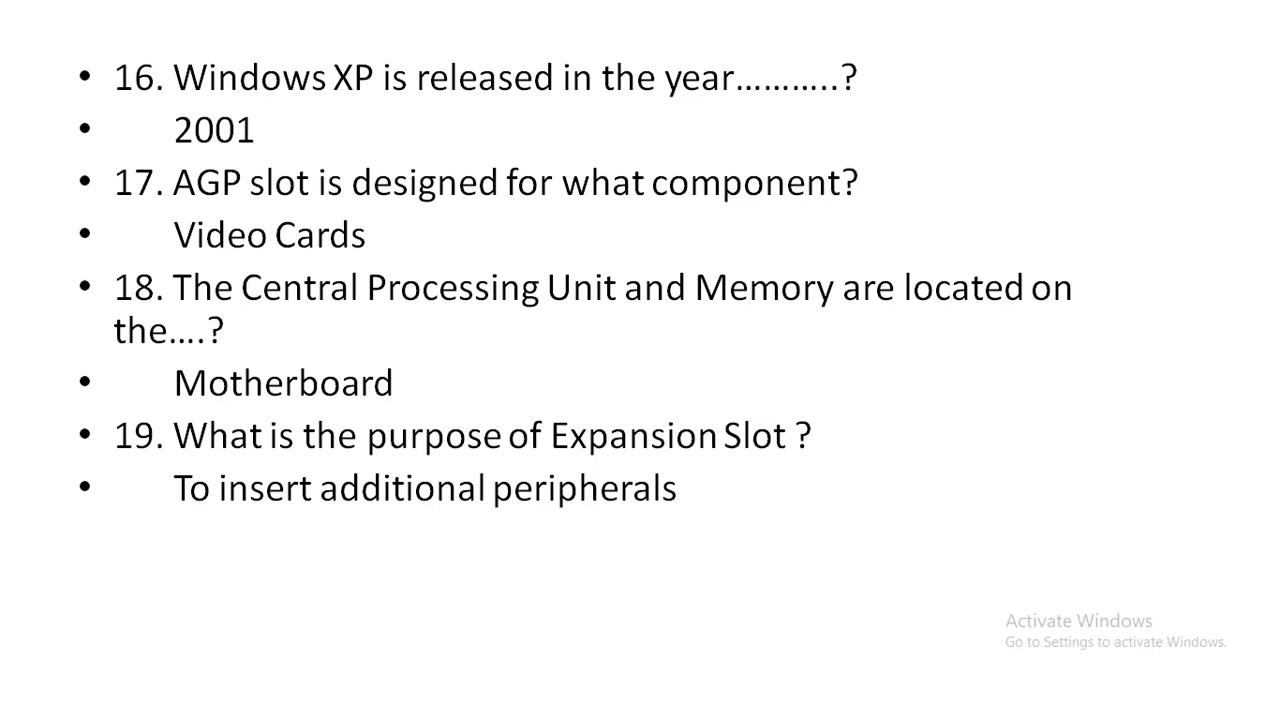 • 16. Windows XP is released in the year………..?
• 2001
• 17. AGP slot is designed for what component?
• Video Cards
• 18. The Central Processing Unit and Memory are located on
the….?
• Motherboard
• 19. What is the purpose of Expansion Slot ?
• To insert additional peripherals
Activate Windows
Go to Settings to activate Windows.